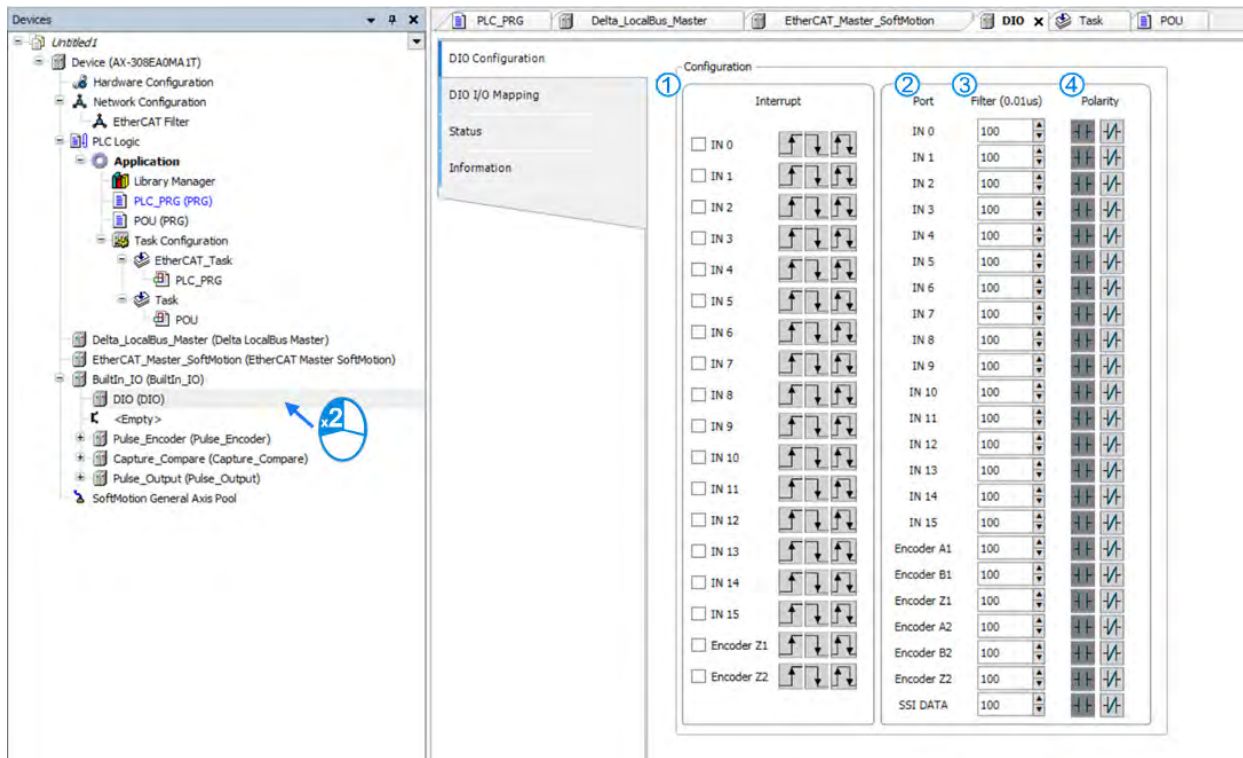 Devices
Untitled1
Device (AX-308EA0MA1T)
Hardware Configuration
Network Configuration
EtherCAT Filter
PLC Logic
Application
Library Manager
PLC_PRG (PRG)
POU (PRG)
Task Configuration
EtherCAT_Task
PLC_PRG
Task
POU
Delta_LocalBus_Master (Delta LocalBus Master)
EtherCAT_Master_SoftMotion (EtherCAT Master SoftMotion)
BuiltIn_IO (BuiltIn_IO)
DIO (DIO)
<Empty>
Pulse_Encoder (Pulse_Encoder)
Capture_Compare (Capture_Compare)
Pulse_Output (Pulse_Output)
SoftMotion General Axis Pool
x2
PLC_PRG Delta_LocalBus_Master EtherCAT_Master_SoftMotion DIO Task POU
DIO Configuration
DIO I/O Mapping
Status
Information
Configuration
① Interrupt
IN 0
IN 1
IN 2
IN 3
IN 4
IN 5
IN 6
IN 7
IN 8
IN 9
IN 10
IN 11
IN 12
IN 13
IN 14
IN 15
Encoder Z1
Encoder Z2
② Port ③ Filter (0.01us) ④ Polarity
IN 0 100
IN 1 100
IN 2 100
IN 3 100
IN 4 100
IN 5 100
IN 6 100
IN 7 100
IN 8 100
IN 9 100
IN 10 100
IN 11 100
IN 12 100
IN 13 100
IN 14 100
IN 15 100
Encoder A1 100
Encoder B1 100
Encoder Z1 100
Encoder A2 100
Encoder B2 100
Encoder Z2 100
SSI DATA 100